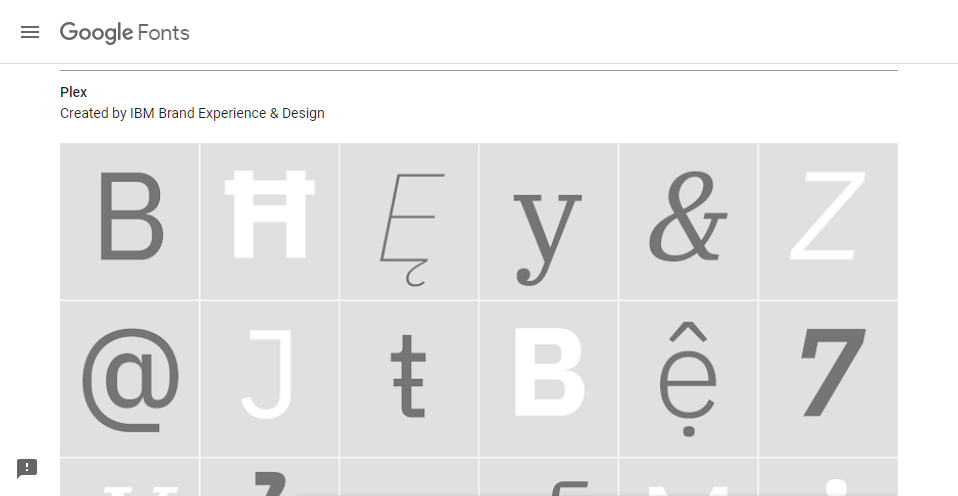 Google Fonts
Plex
Created by IBM Brand Experience & Design
B Ħ Ę y & Z
@ J ŧ B ệ 7